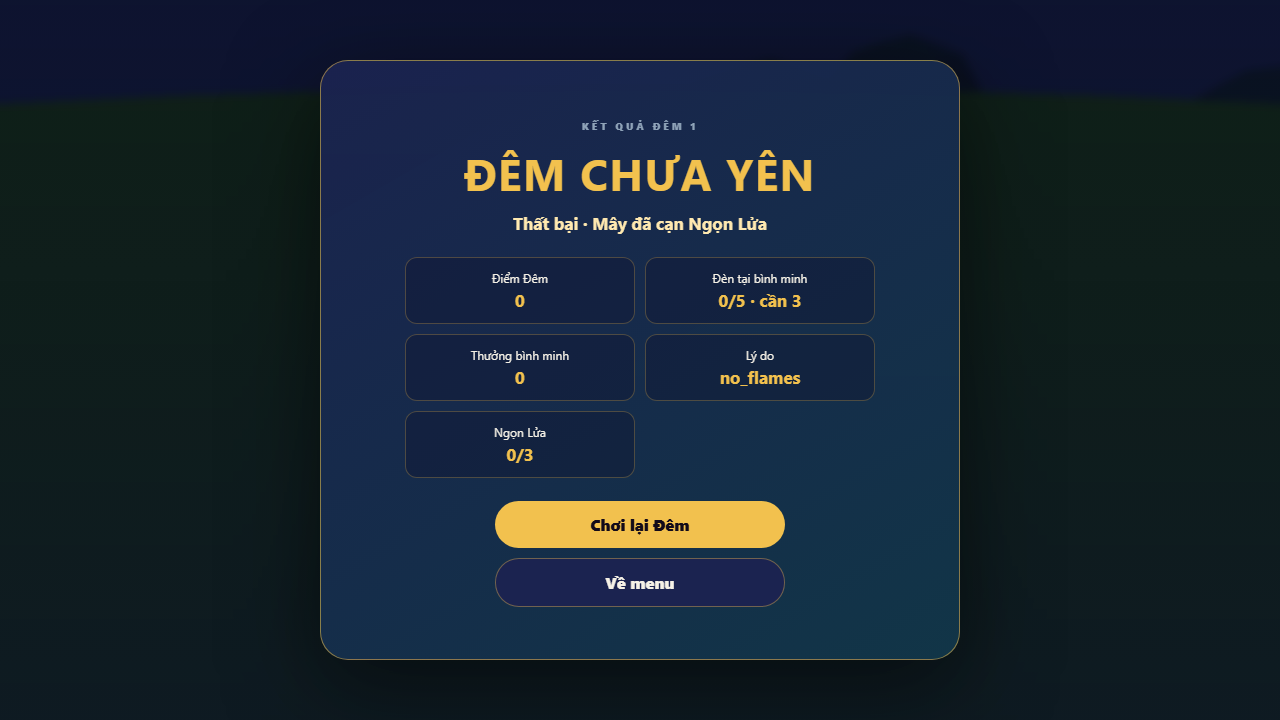 KẾT QUẢ ĐÊM 1
ĐÊM CHƯA YÊN
Thất bại · Mây đã cạn Ngọn Lửa
Điểm Đêm
0
Đèn tại bình minh
0/5 · cần 3
Thưởng bình minh
0
Lý do
no_flames
Ngọn Lửa
0/3
Chơi lại Đêm
Về menu